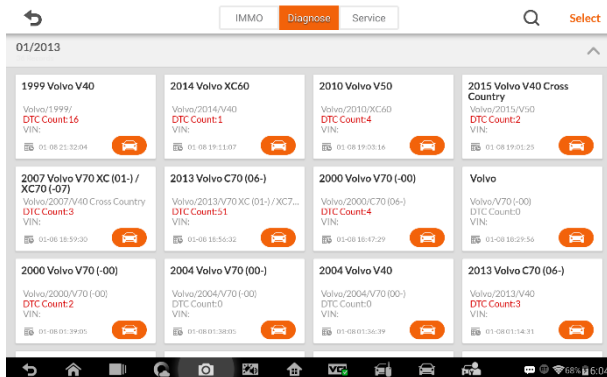 IMMO Diagnose Service Select
01/2013
1999 Volvo V40
Volvo/1999/
DTC Count:16
VIN:
01-08 21:32:04
2014 Volvo XC60
Volvo/2014/V40
DTC Count:1
VIN:
01-08 19:11:07
2010 Volvo V50
Volvo/2010/XC60
DTC Count:4
VIN:
01-08 19:03:16
2015 Volvo V40 Cross
Country
Volvo/2015/V50
DTC Count:2
VIN:
01-08 19:01:25
2007 Volvo V70 XC (01-) /
XC70 (-07)
Volvo/2007/V40 Cross Country
DTC Count:3
VIN:
01-08 18:59:30
2013 Volvo C70 (06-)
Volvo/2013/V70 XC (01-) / XC7...
DTC Count:51
VIN:
01-08 18:56:32
2000 Volvo V70 (-00)
Volvo/2000/C70 (06-)
DTC Count:4
VIN:
01-08 18:47:29
Volvo
Volvo/V70 (-00)
DTC Count:0
VIN:
01-08 18:29:56
2000 Volvo V70 (-00)
Volvo/2000/V70 (-00)
DTC Count:2
VIN:
01-08 01:39:05
2004 Volvo V70 (00-)
Volvo/2004/V70 (-00)
DTC Count:0
VIN:
01-08 01:38:05
2004 Volvo V40
Volvo/2004/V70 (00-)
DTC Count:0
VIN:
01-08 01:36:39
2013 Volvo C70 (06-)
Volvo/2013/V40
DTC Count:3
VIN:
01-08 01:14:31
68% 6:04